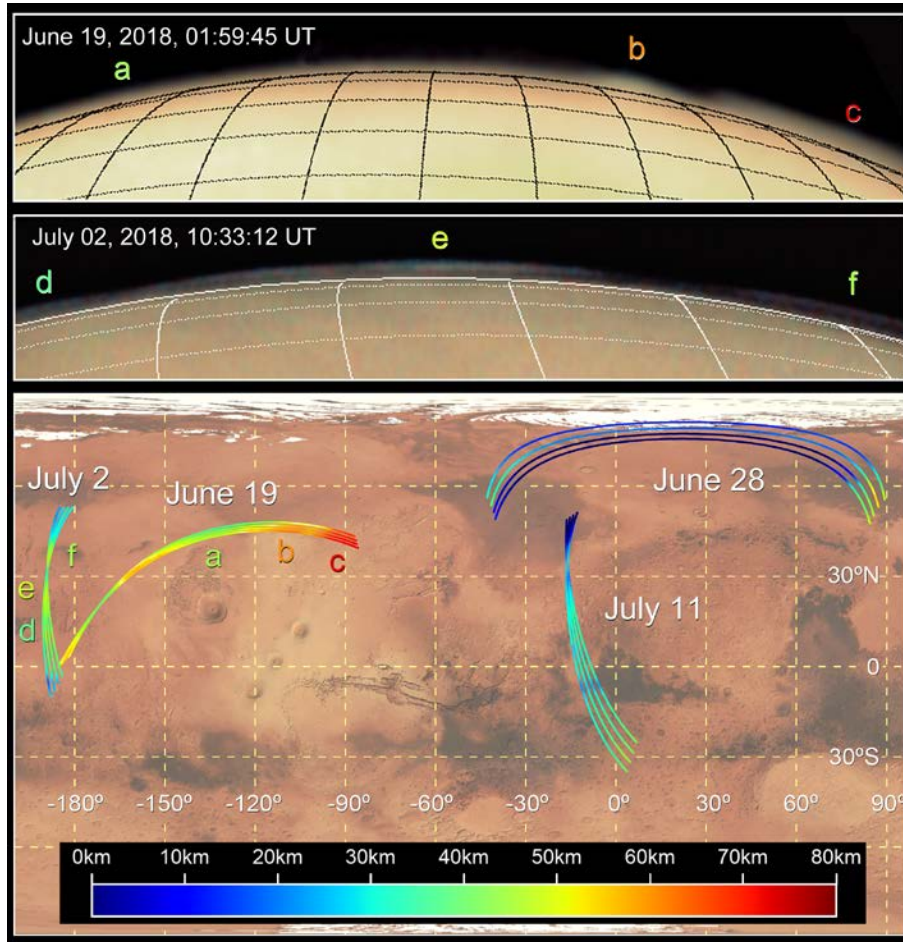 June 19, 2018, 01:59:45 UT
a
b
c
July 02, 2018, 10:33:12 UT
d
e
f
July 2
June 19
June 28
f
a
b
c
e
30ºN
d
July 11
0
30ºS
-180º -150º -120º -90º -60º -30º 0º 30º 60º 90º
0km 10km 20km 30km 40km 50km 60km 70km 80km